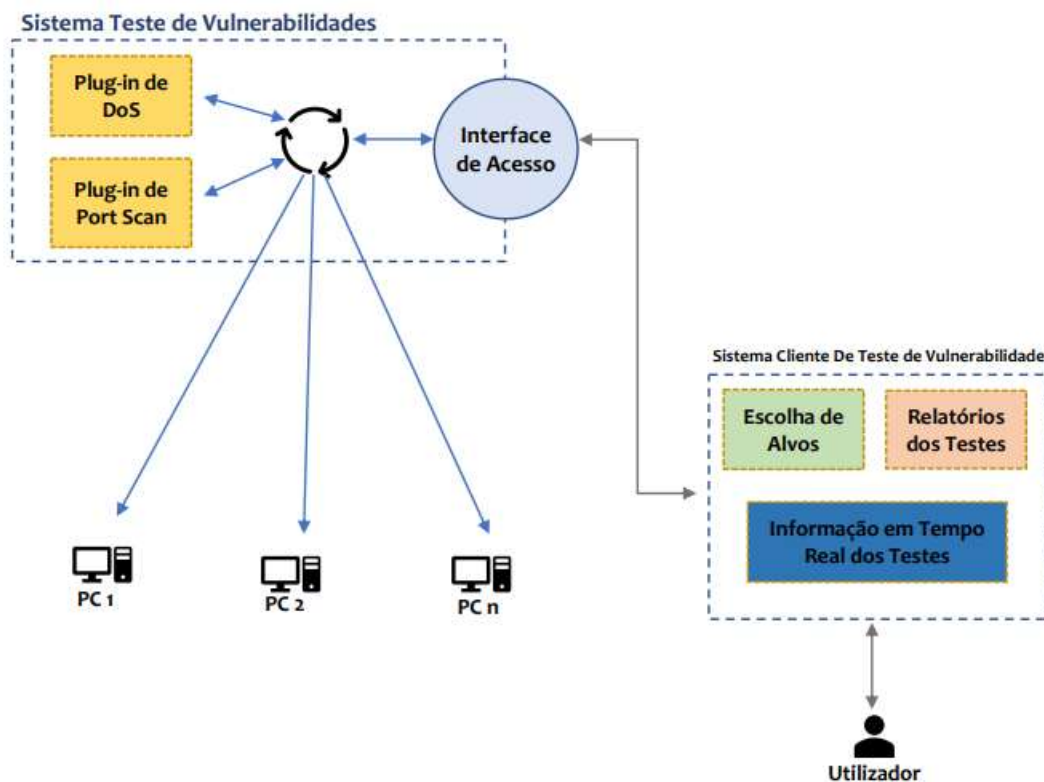 Sistema Teste de Vulnerabilidades
Plug-in de
DoS
Plug-in de
Port Scan
Interface
de Acesso
Sistema Cliente De Teste de Vulnerabilidade
Escolha de
Alvos
Relatórios
dos Testes
Informação em Tempo
Real dos Testes
PC 1
PC 2
PC n
Utilizador